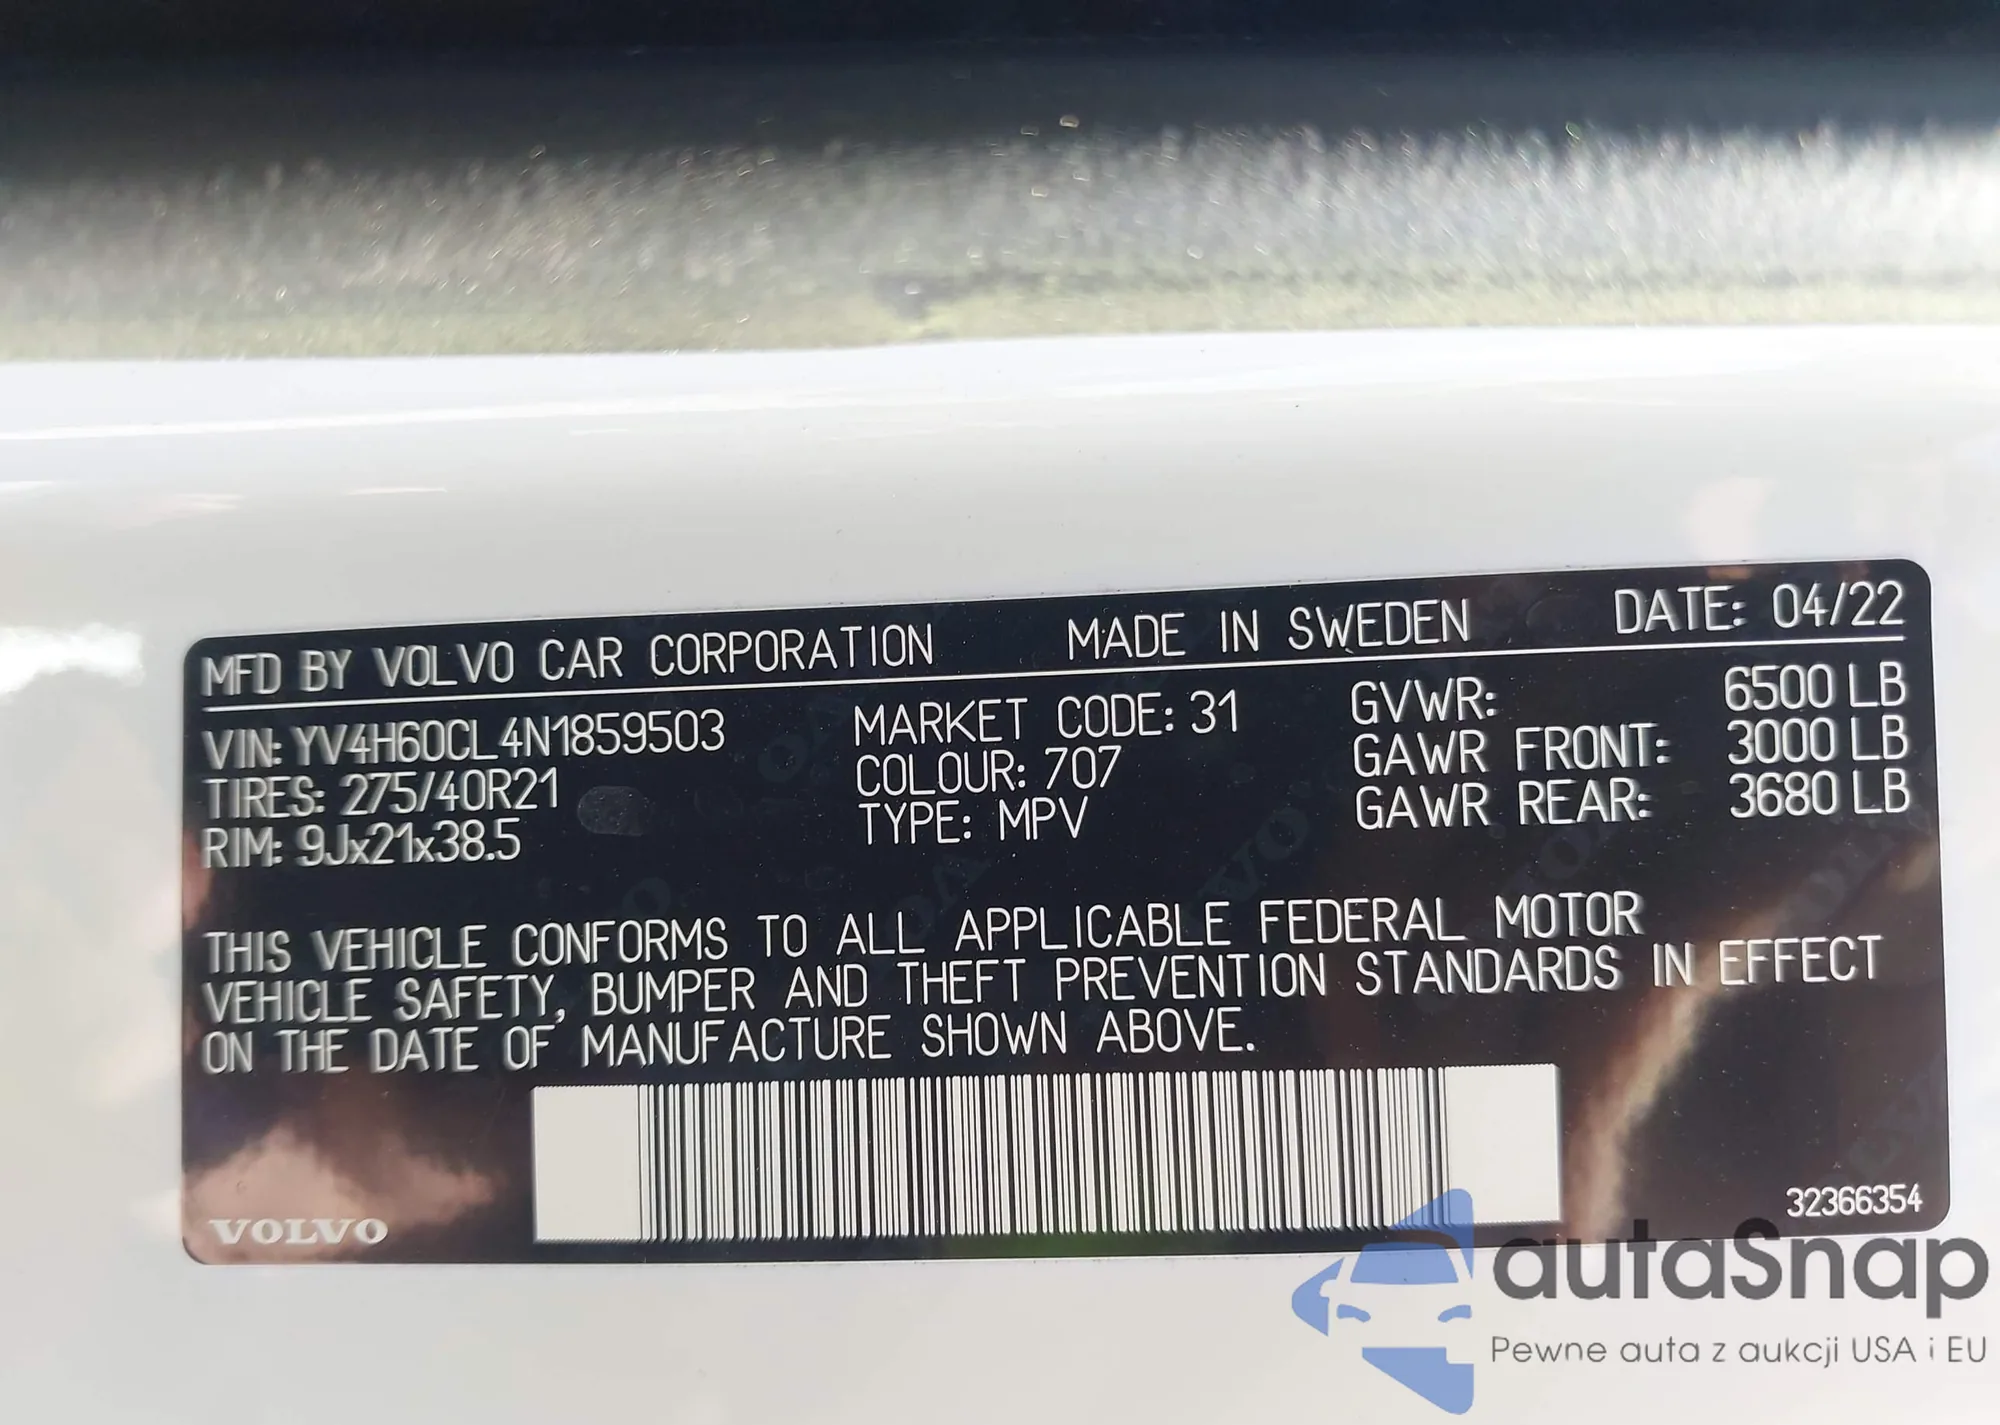 MFD BY VOLVO CAR CORPORATION MADE IN SWEDEN DATE: 04/22
VIN: YV4H60CL4N1859503 MARKET CODE: 31 GVWR: 6500 LB
TIRES: 275/40R21 COLOUR: 707 GAWR FRONT: 3000 LB
RIM: 9Jx21x38.5 TYPE: MPV GAWR REAR: 3680 LB
THIS VEHICLE CONFORMS TO ALL APPLICABLE FEDERAL MOTOR
VEHICLE SAFETY, BUMPER AND THEFT PREVENTION STANDARDS IN EFFECT
ON THE DATE OF MANUFACTURE SHOWN ABOVE.
32366354
VOLVO
autaSnap
Pewne auta z aukcji USA i EU